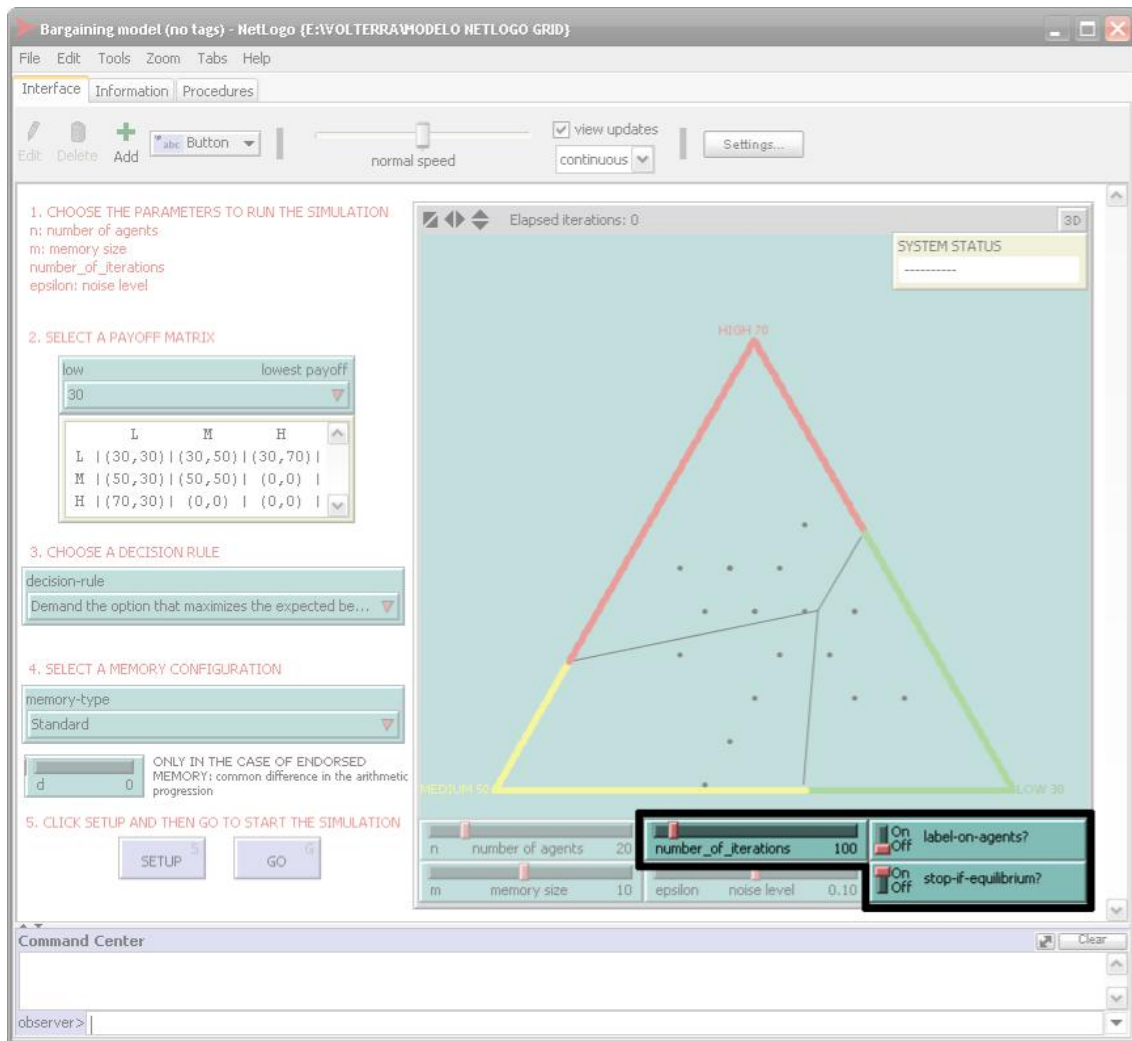 Bargaining model (no tags) - NetLogo {E:\VOLTERRA\MODELO NETLOGO GRID}
File Edit Tools Zoom Tabs Help
Interface Information Procedures
Edit Delete Add abc Button normal speed view updates continuous Settings...
1. CHOOSE THE PARAMETERS TO RUN THE SIMULATION
n: number of agents
m: memory size
number_of_iterations
epsilon: noise level
2. SELECT A PAYOFF MATRIX
low lowest payoff
30
L M H
L |(30,30)|(30,50)|(30,70)|
M |(50,30)|(50,50)| (0,0) |
H |(70,30)| (0,0) | (0,0) |
3. CHOOSE A DECISION RULE
decision-rule
Demand the option that maximizes the expected be...
4. SELECT A MEMORY CONFIGURATION
memory-type
Standard
d 0
ONLY IN THE CASE OF ENDORSED
MEMORY: common difference in the arithmetic
progression
5. CLICK SETUP AND THEN GO TO START THE SIMULATION
SETUP S
GO G
Elapsed iterations: 0
3D
SYSTEM STATUS
----------
HIGH 70
MEDIUM 50
LOW 30
n number of agents 20
number_of_iterations 100
On
Off
label-on-agents?
m memory size 10
epsilon noise level 0.10
On
Off
stop-if-equilibrium?
Command Center
Clear
observer>